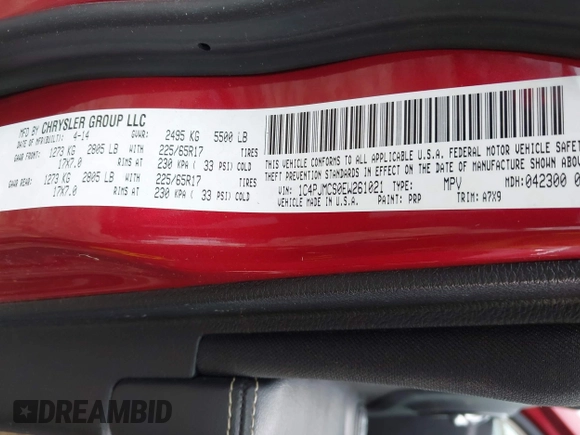 MFD BY CHRYSLER GROUP LLC
DATE OF MFR/BUILT: 4-14 GVWR: 2495 KG 5500 LB
GAWR FRONT: 1273 KG 2805 LB WITH 225/65R17 TIRES
17X7.0 RIMS AT 230 KPA ( 33 PSI) COLD
GAWR REAR: 1273 KG 2805 LB WITH 225/65R17 TIRES
17X7.0 RIMS AT 230 KPA ( 33 PSI) COLD
THIS VEHICLE CONFORMS TO ALL APPLICABLE U.S.A. FEDERAL MOTOR VEHICLE SAFET
THEFT PREVENTION STANDARDS IN EFFECT ON THE DATE OF MANUFACTURE SHOWN ABO
VIN: 1C4PJMCS0EW261021 TYPE: MPV MDH: 042300 0
VEHICLE MADE IN U.S.A. PAINT: PRP TRIM: A7X9
DREAMBID